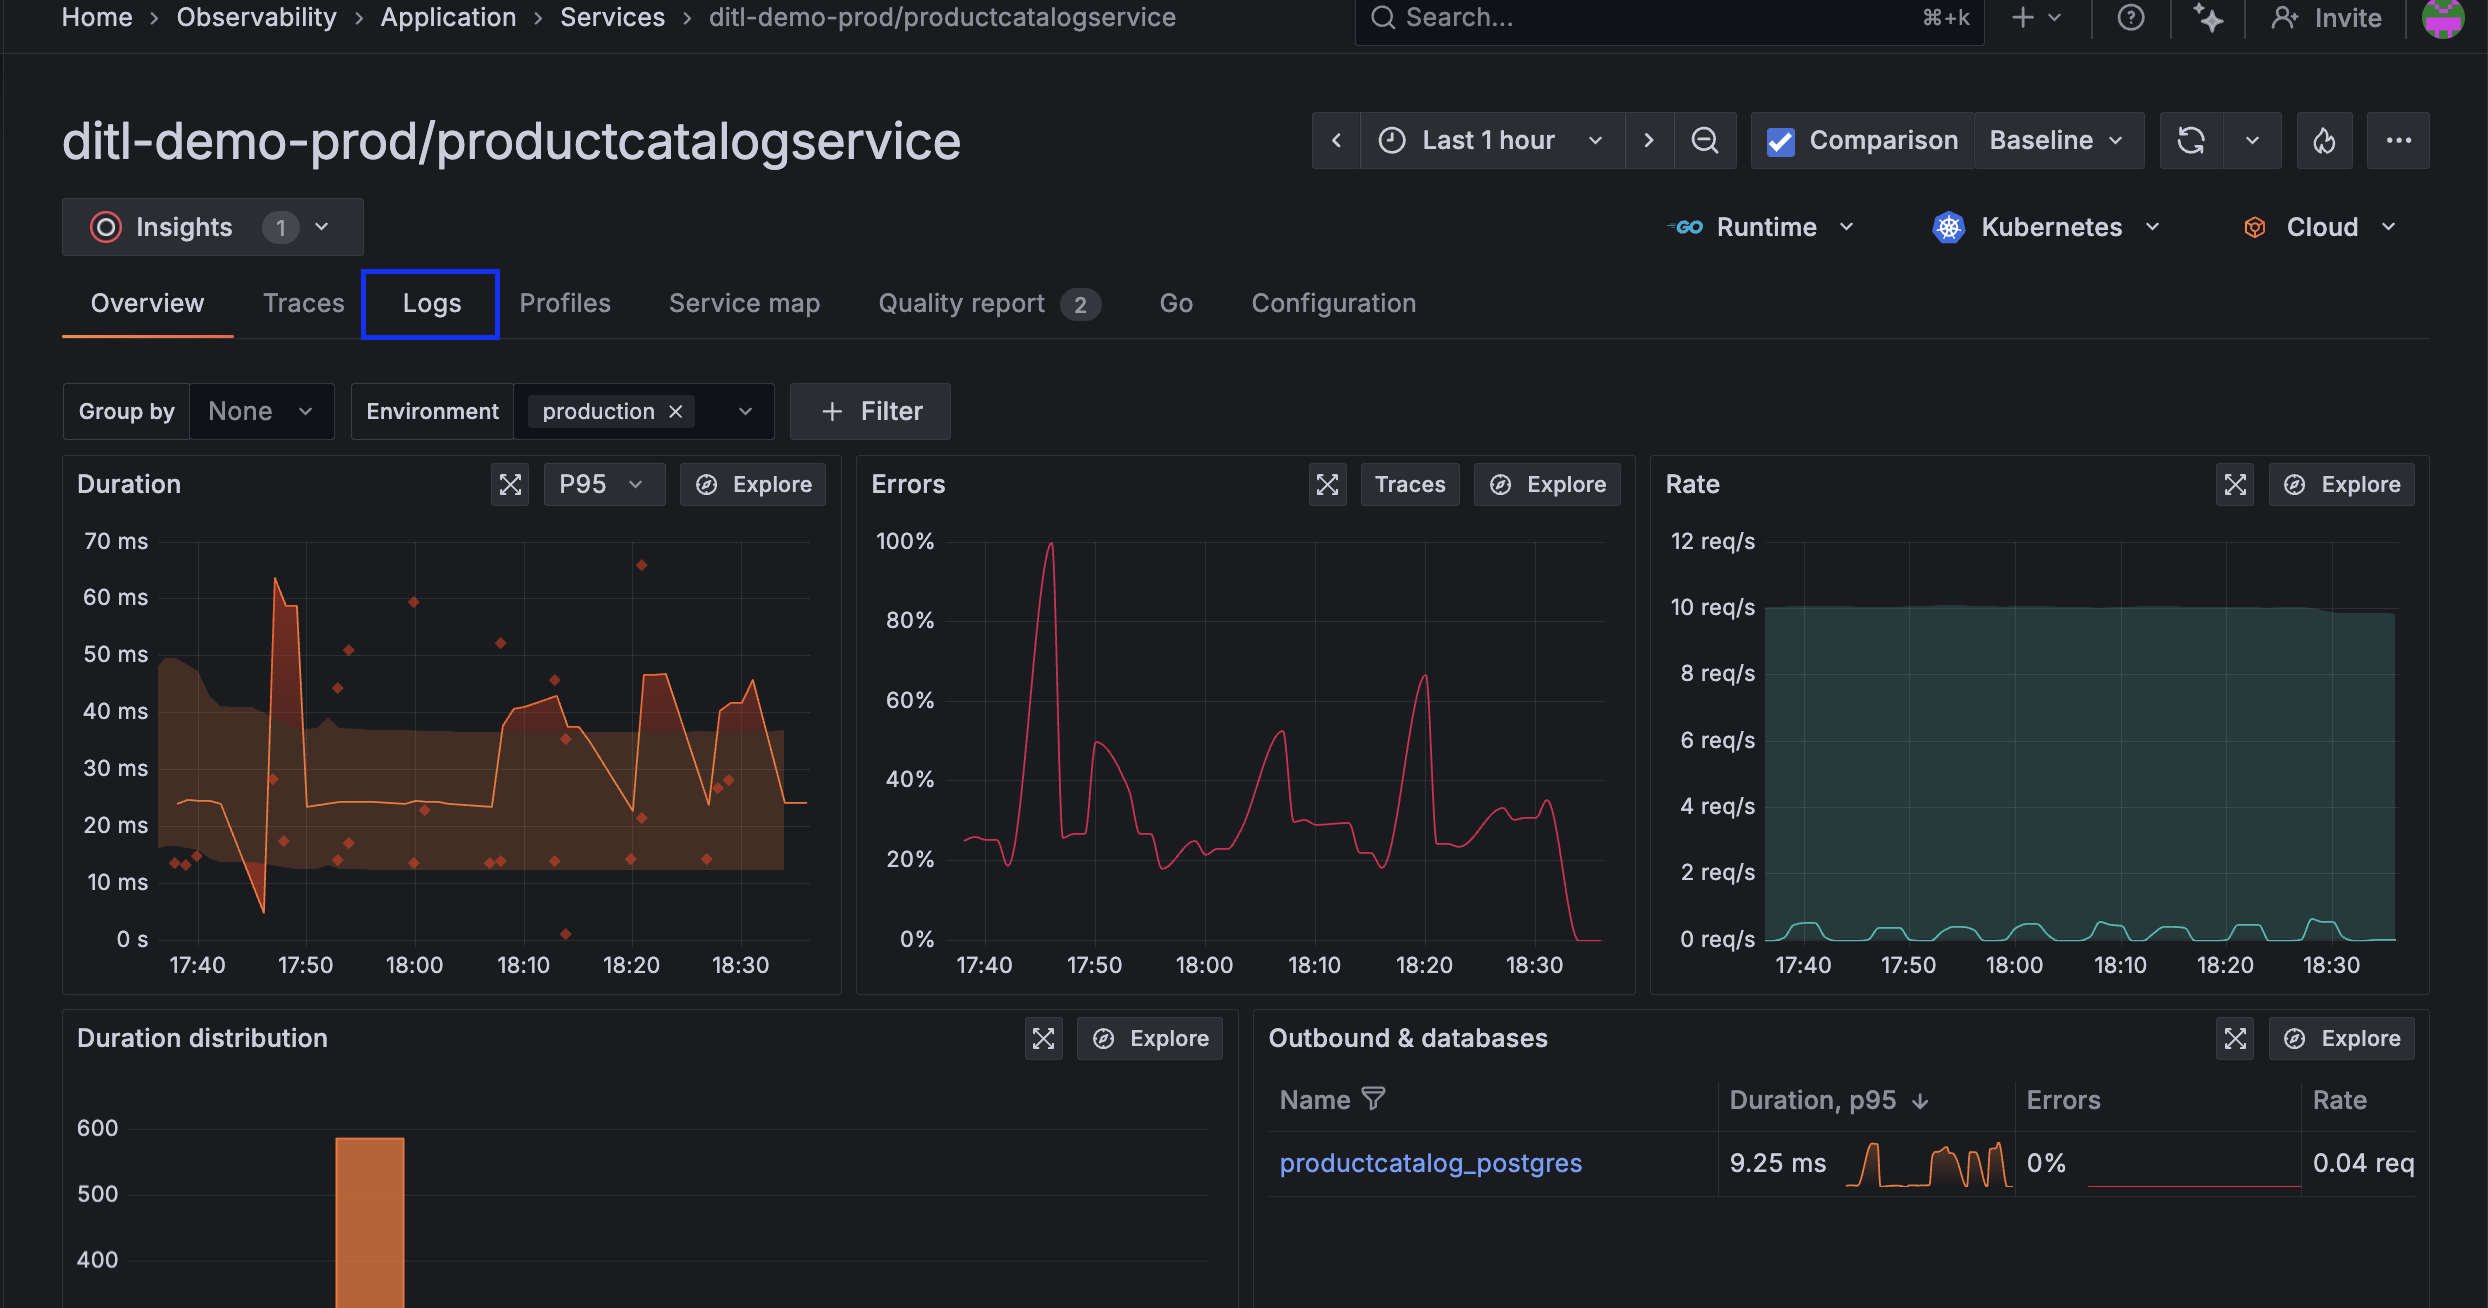 Home › Observability › Application › Services › ditl-demo-prod/productcatalogservice
Search... ⌘+k
Invite
ditl-demo-prod/productcatalogservice
Last 1 hour
Comparison
Baseline
Insights 1
GO Runtime
Kubernetes
Cloud
Overview
Traces
Logs
Profiles
Service map
Quality report 2
Go
Configuration
Group by None
Environment production
+ Filter
Duration
P95
Explore
70 ms
60 ms
50 ms
40 ms
30 ms
20 ms
10 ms
0 s
17:40 17:50 18:00 18:10 18:20 18:30
Errors
Traces
Explore
100%
80%
60%
40%
20%
0%
17:40 17:50 18:00 18:10 18:20 18:30
Rate
Explore
12 req/s
10 req/s
8 req/s
6 req/s
4 req/s
2 req/s
0 req/s
17:40 17:50 18:00 18:10 18:20 18:30
Duration distribution
Explore
600
500
400
Outbound & databases
Explore
Name Duration, p95 ↓ Errors Rate
productcatalog_postgres 9.25 ms 0% 0.04 req